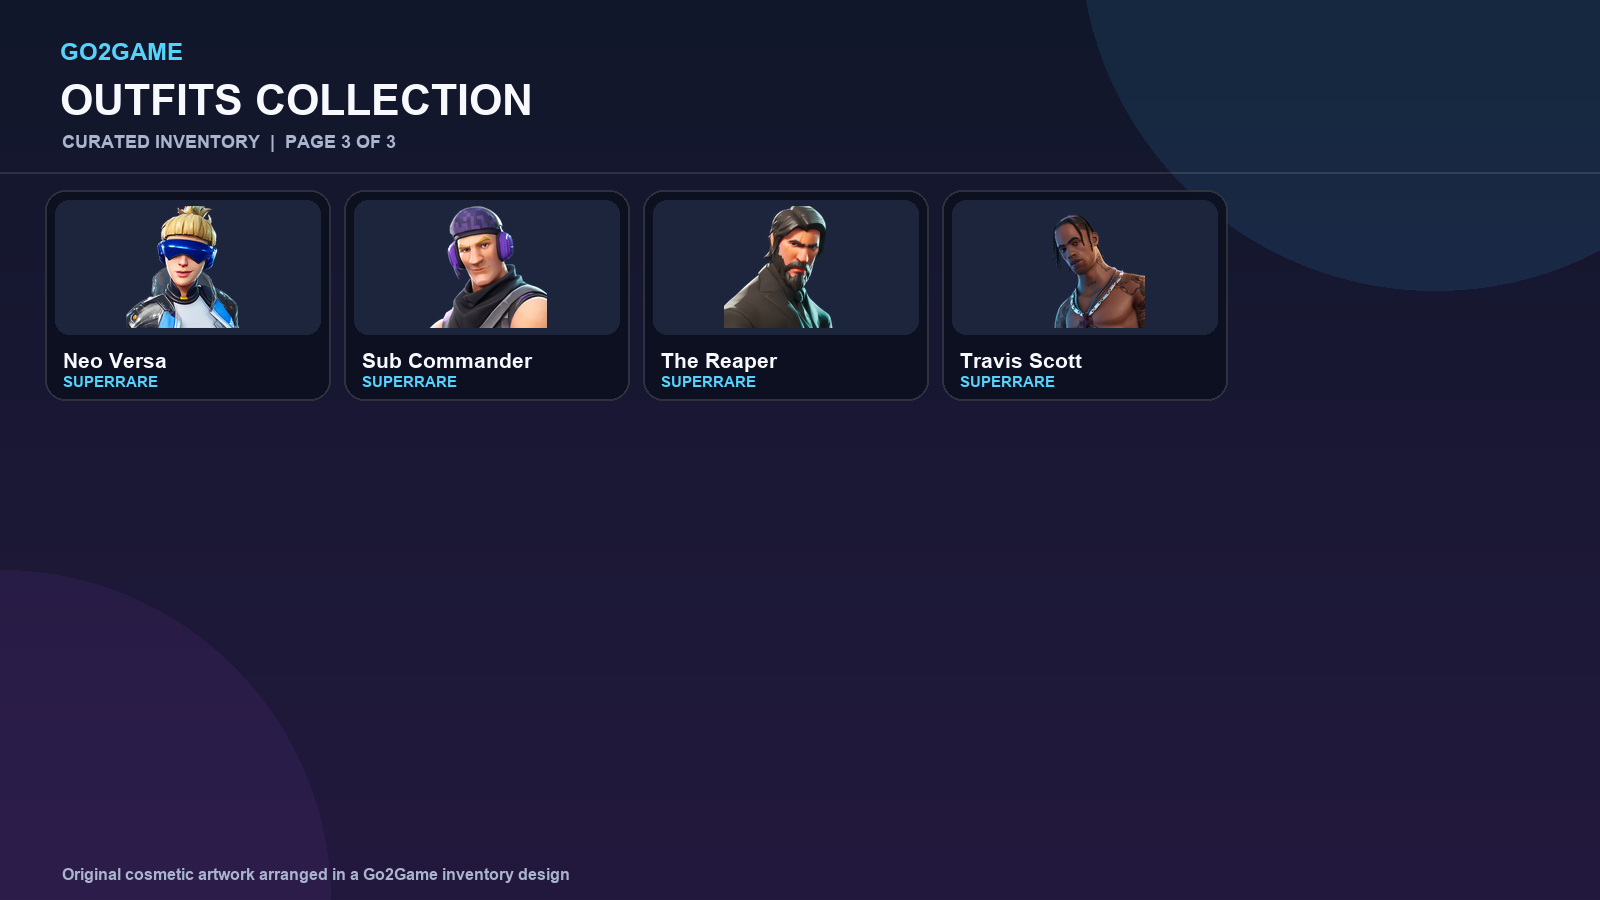 GO2GAME
OUTFITS COLLECTION
CURATED INVENTORY | PAGE 3 OF 3
Neo Versa
SUPERRARE
Sub Commander
SUPERRARE
The Reaper
SUPERRARE
Travis Scott
SUPERRARE
Original cosmetic artwork arranged in a Go2Game inventory design